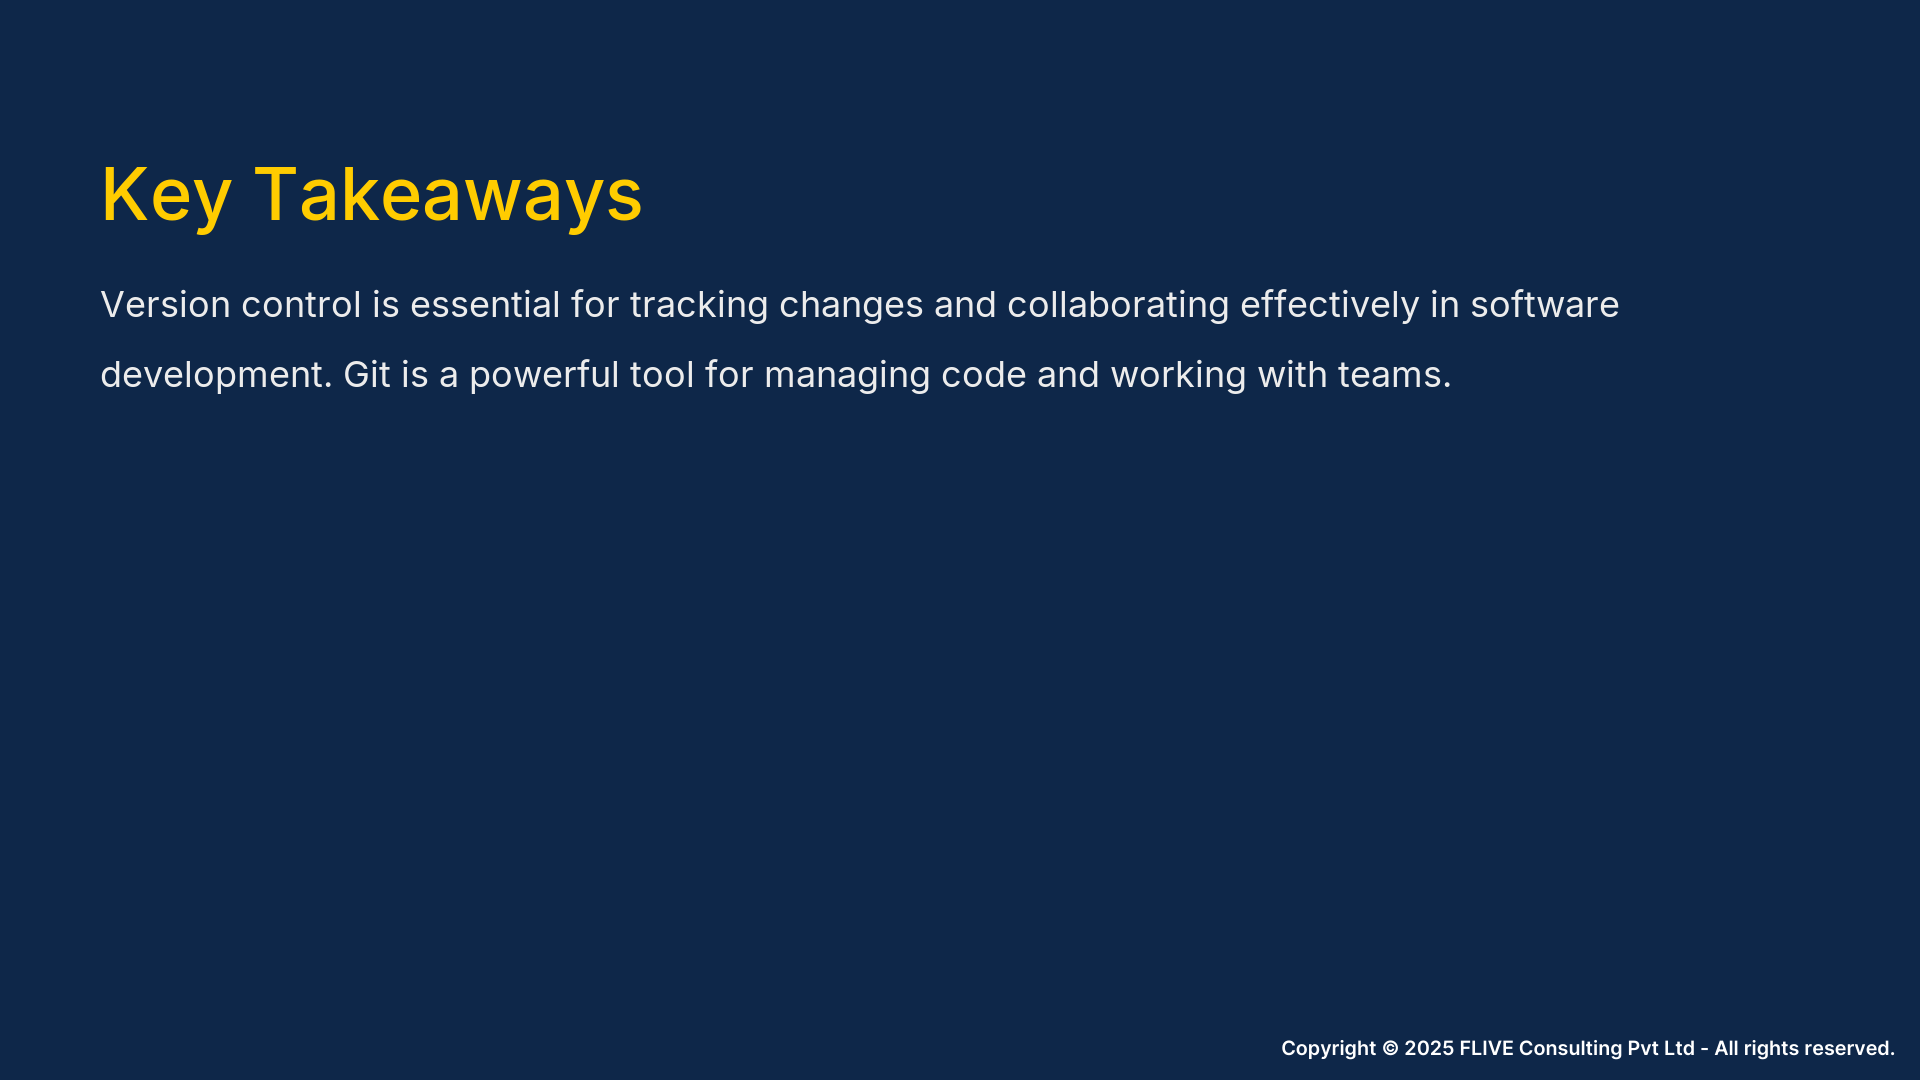 Key Takeaways
Version control is essential for tracking changes and collaborating effectively in software
development. Git is a powerful tool for managing code and working with teams.
Copyright © 2025 FLIVE Consulting Pvt Ltd - All rights reserved.